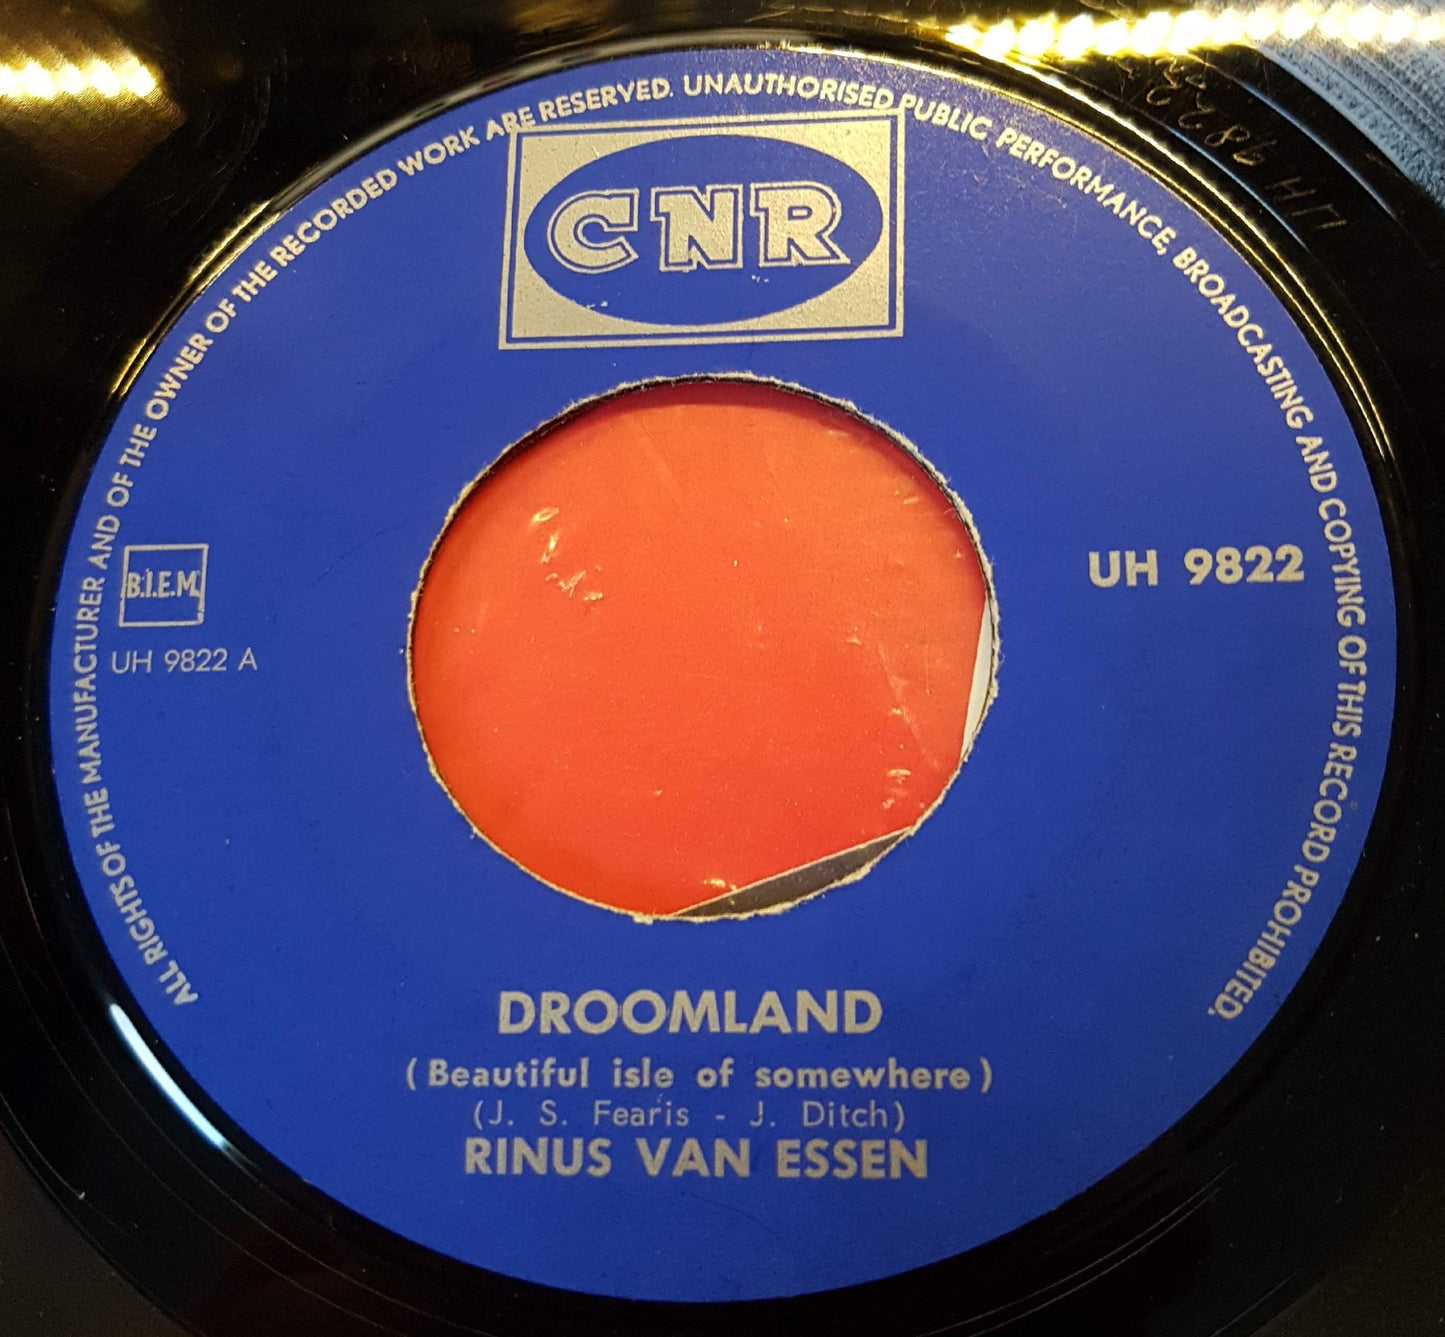 ALL RIGHTS OF THE MANUFACTURER AND OF THE OWNER OF THE RECORDED WORK ARE RESERVED. UNAUTHORISED PUBLIC PERFORMANCE, BROADCASTING AND COPYING OF THIS RECORD PROHIBITED.
CNR
B.I.E.M.
UH 9822
UH 9822 A
DROOMLAND
(Beautiful isle of somewhere)
(J. S. Fearis - J. Ditch)
RINUS VAN ESSEN